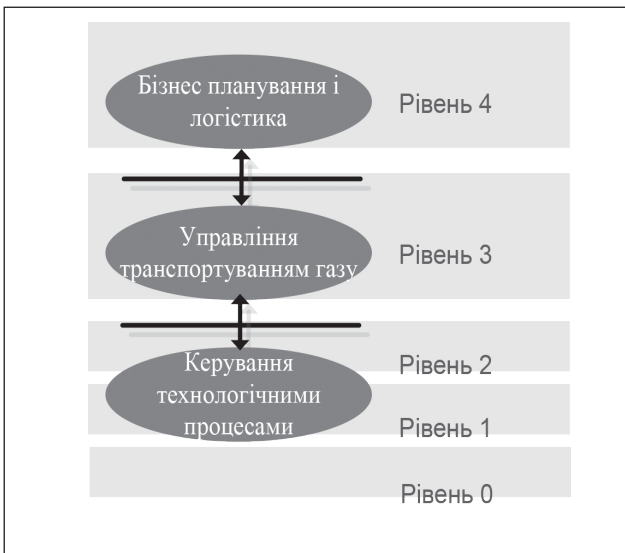 Бізнес планування і
логістика
Рівень 4
Управління
транспортуванням газу
Рівень 3
Керування
технологічними
процесами
Рівень 2
Рівень 1
Рівень 0